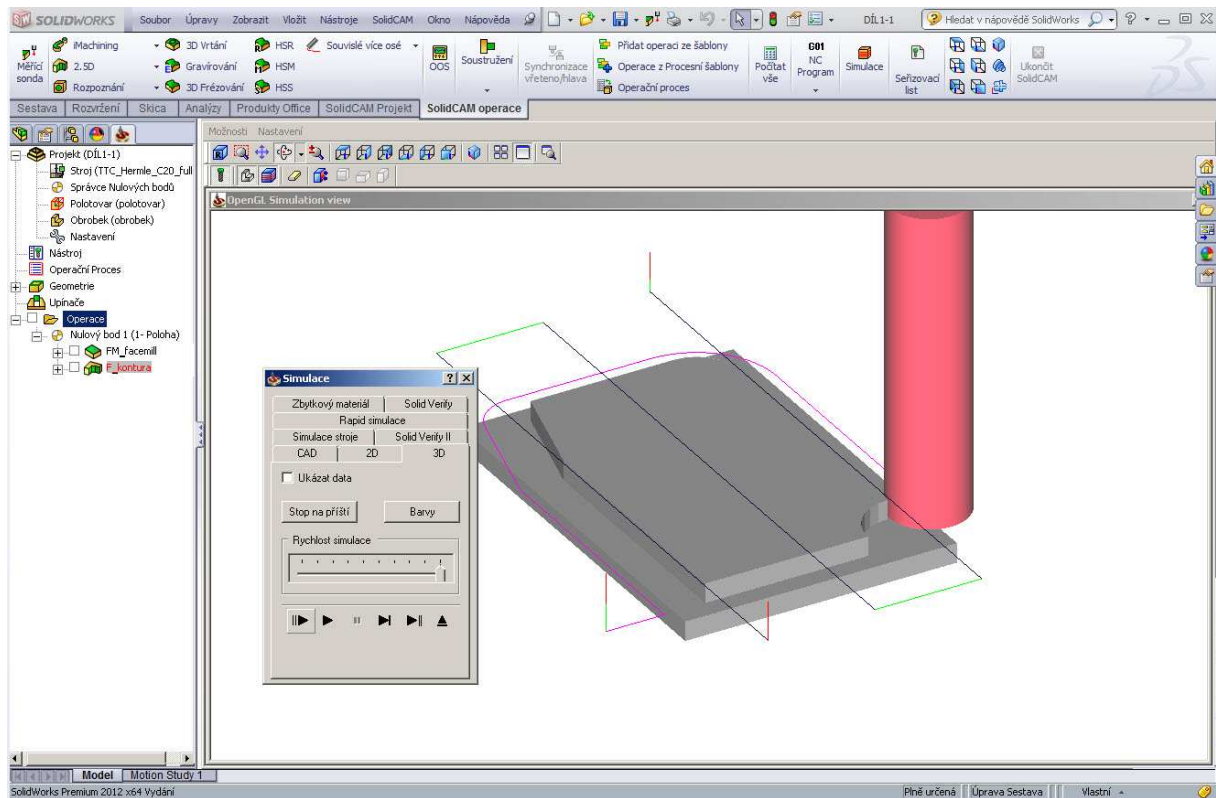 SOLIDWORKS Soubor Úpravy Zobrazit Vložit Nástroje SolidCAM Okno Nápověda DÍL1-1 Hledat v nápovědě SolidWorks
Měřící sonda
iMachining
2.5D
Rozpoznání
3D Vrtání
Gravírování
3D Frézování
HSR
HSM
HSS
Souvislé více osé
OOS
Soustružení
Synchronizace vřeteno/hlava
Přidat operaci ze šablony
Operace z Procesní šablony
Operační proces
Počítat vše
G01
NC Program
Simulace
Seřizovací list
Ukončit SolidCAM
Sestava Rozvržení Skica Analýzy Produkty Office SolidCAM Projekt SolidCAM operace
Možnosti Nastavení
Projekt (DÍL1-1)
Stroj (TTC_Hermle_C20_full
Správce Nulových bodů
Polotovar (polotovar)
Obrobek (obrobek)
Nastavení
Nástroj
Operační Proces
Geometrie
Upínače
Operace
Nulový bod 1 (1- Poloha)
FM_facemill
F_kontura
OpenGL Simulation view
Simulace
Zbytkový materiál Solid Verify
Rapid simulace
Simulace stroje Solid Verify II
CAD 2D 3D
Ukázat data
Stop na příští Barvy
Rychlost simulace
Model Motion Study 1
SolidWorks Premium 2012 x64 Vydání Plně určená Úprava Sestava Vlastní